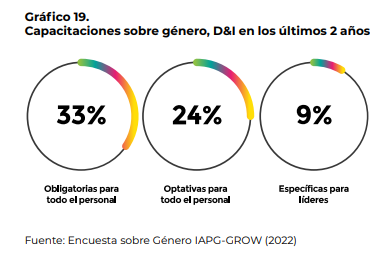 Gráfico 19.
Capacitaciones sobre género, D&I en los últimos 2 años
33%
24%
9%
Obligatorias para
todo el personal
Optativas para
todo el personal
Específicas para
líderes
Fuente: Encuesta sobre Género IAPG-GROW (2022)